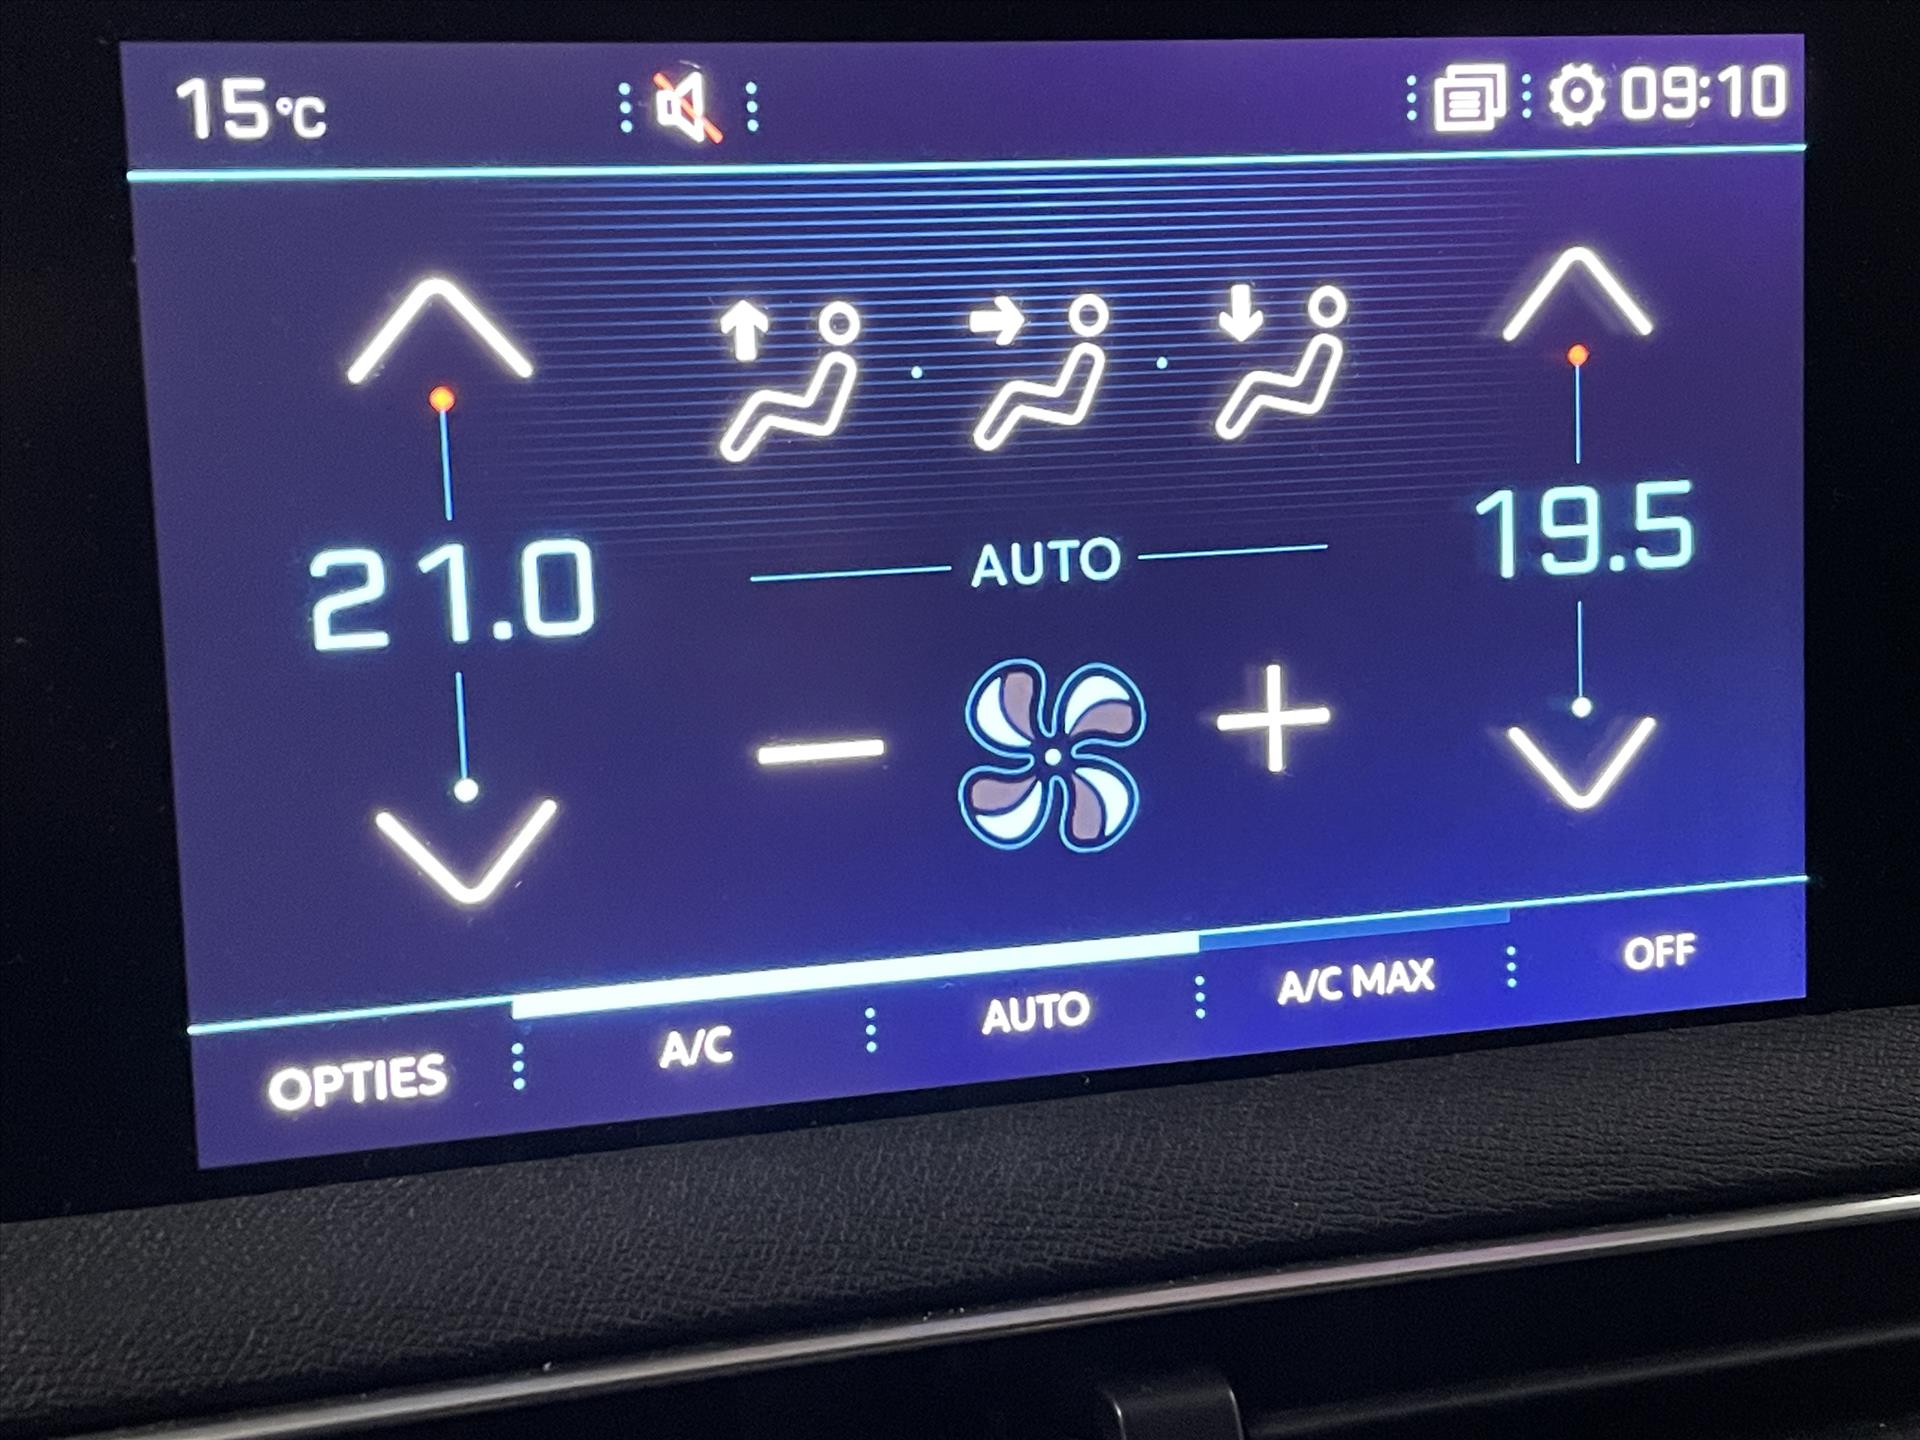 15°C 09:10
21.0 19.5
AUTO
OPTIES A/C AUTO A/C MAX OFF